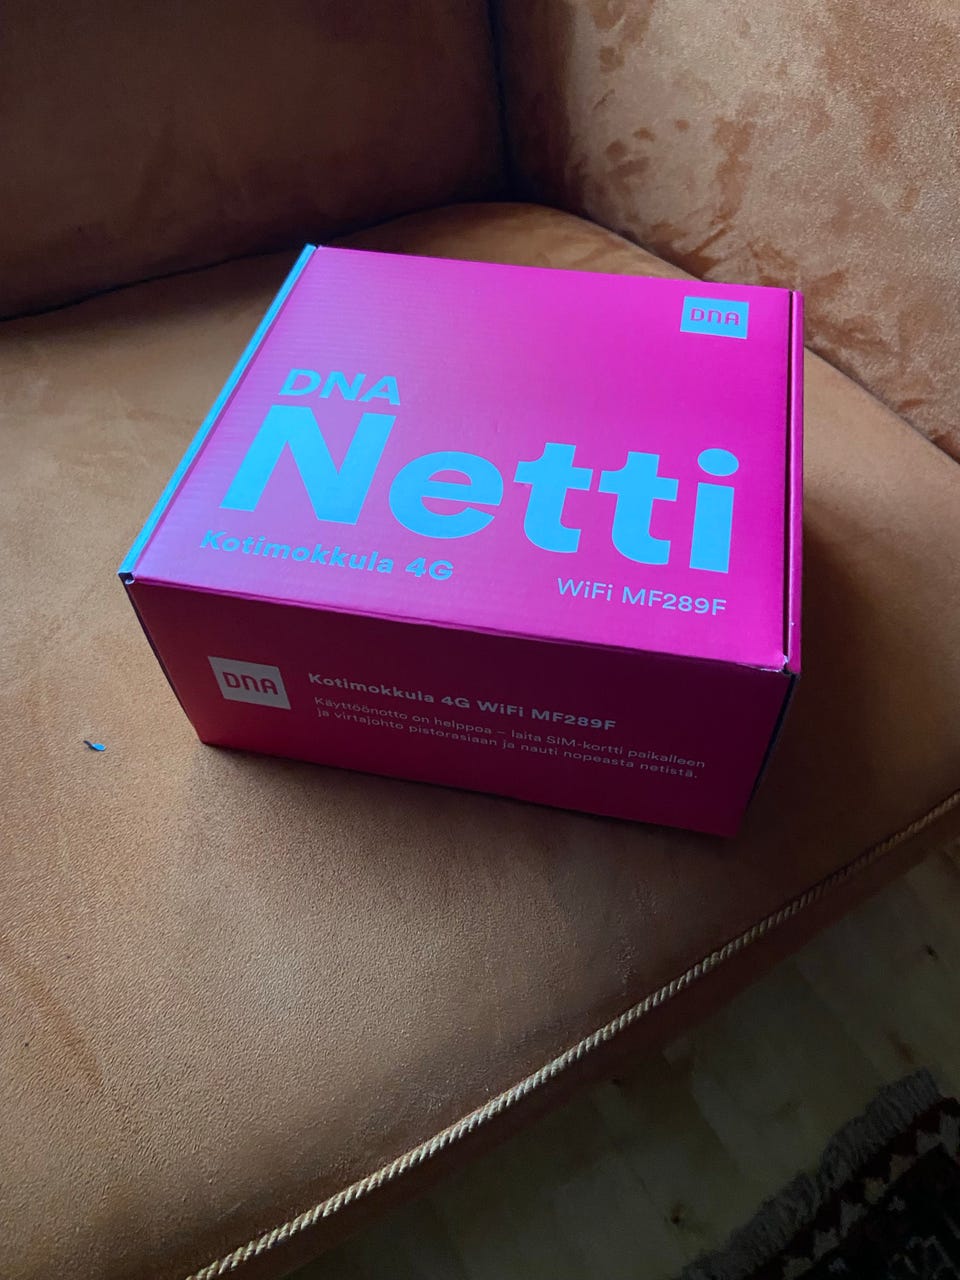 DNA
DNA
Netti
Kotimokkula 4G
WiFi MF289F
DNA
Kotimokkula 4G WiFi MF289F
Käyttöönotto on helppoa – laita SIM-kortti paikalleen
ja virtajohto pistorasiaan ja nauti nopeasta netistä.